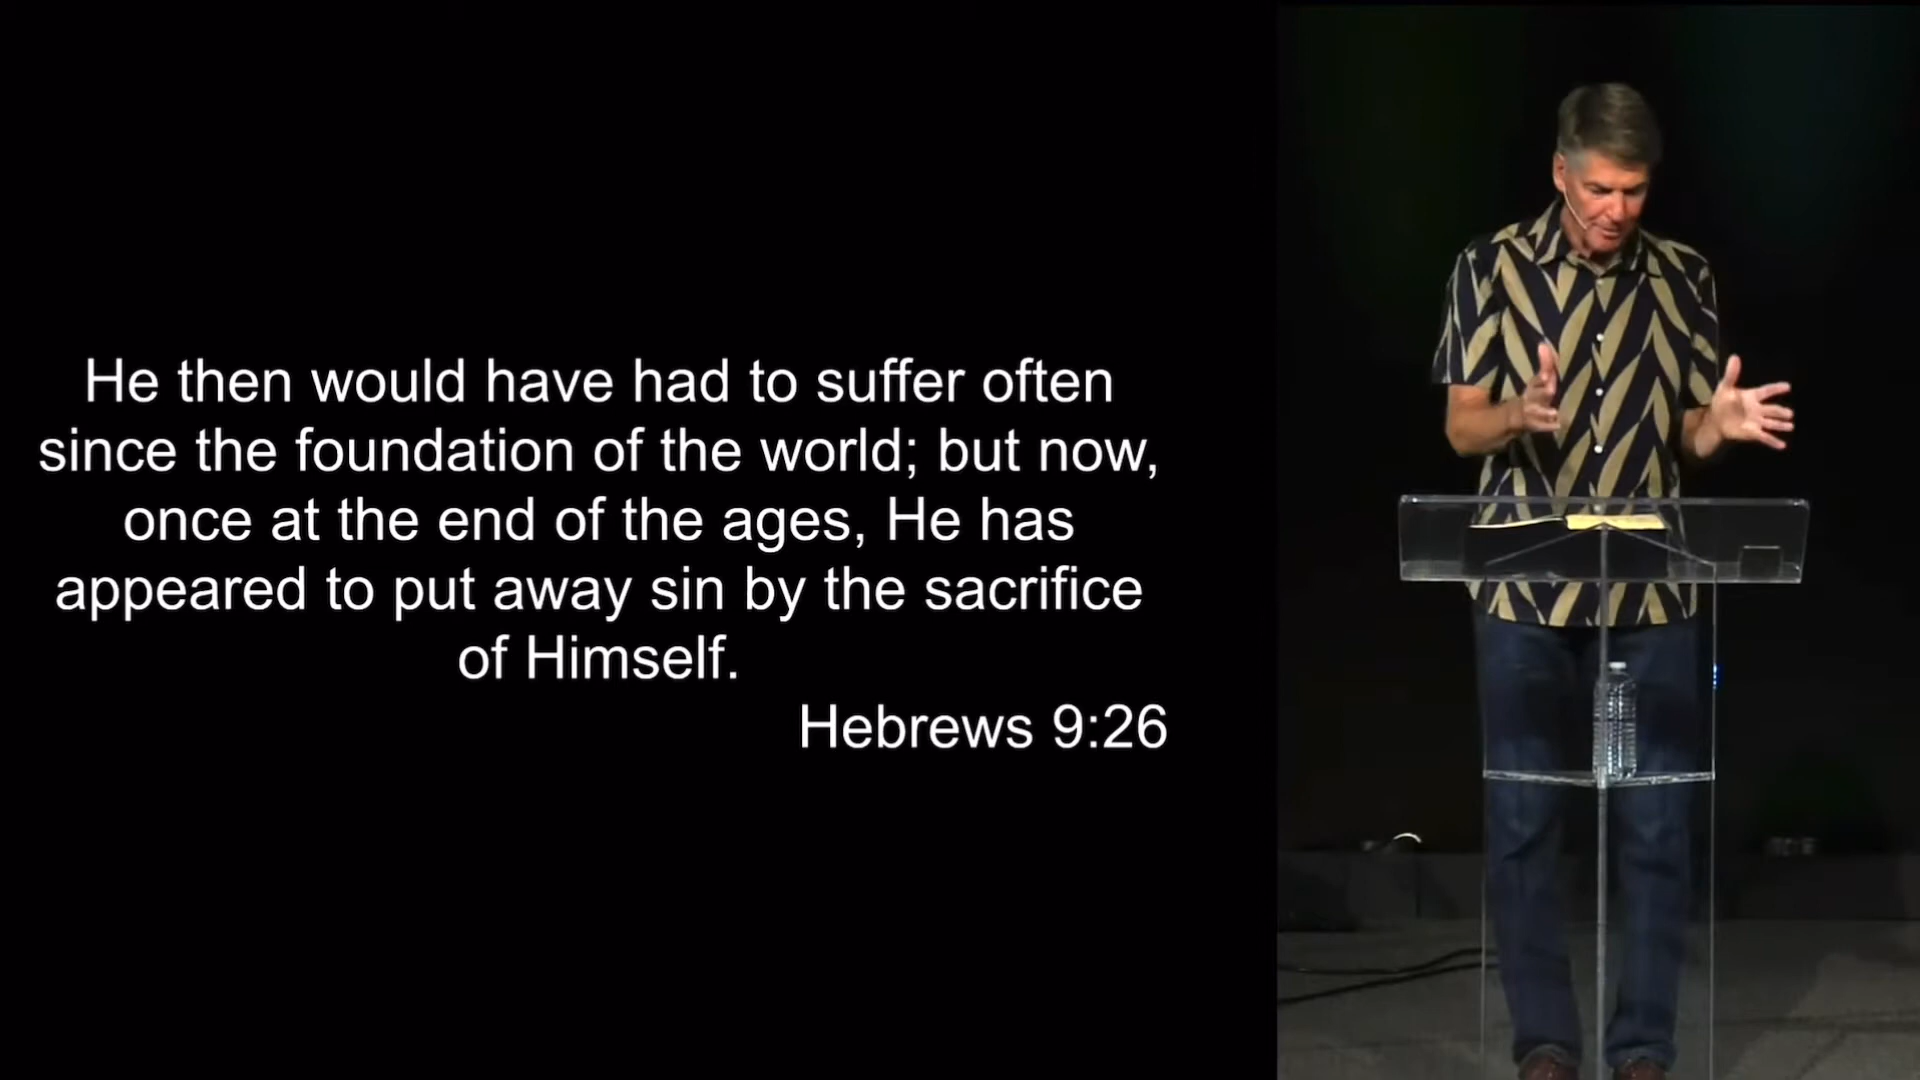 He then would have had to suffer often
since the foundation of the world; but now,
once at the end of the ages, He has
appeared to put away sin by the sacrifice
of Himself.
Hebrews 9:26